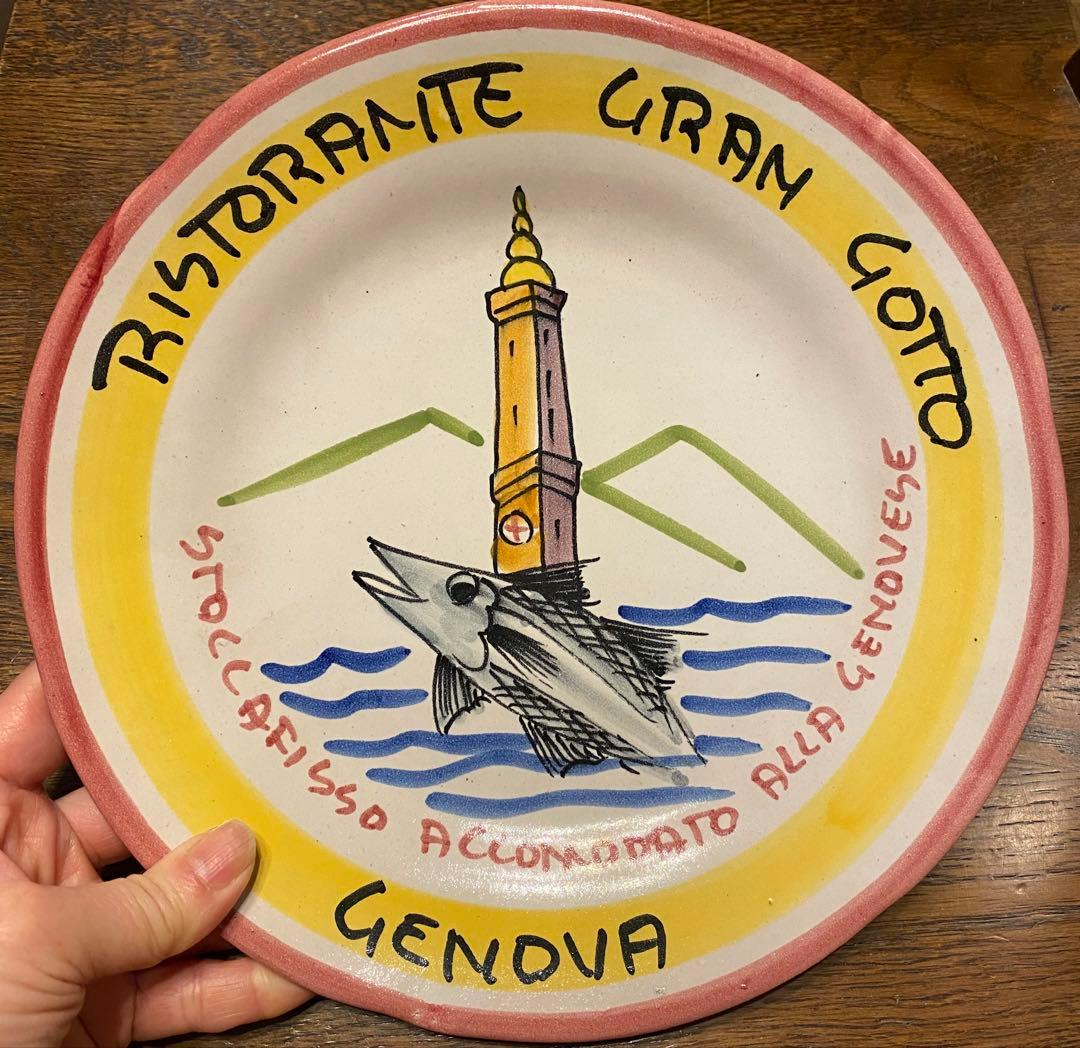 RISTORANTE GRAN GOTTO
STOCCAFISSO ACCOMODATO ALLA GENOVESE
GENOVA